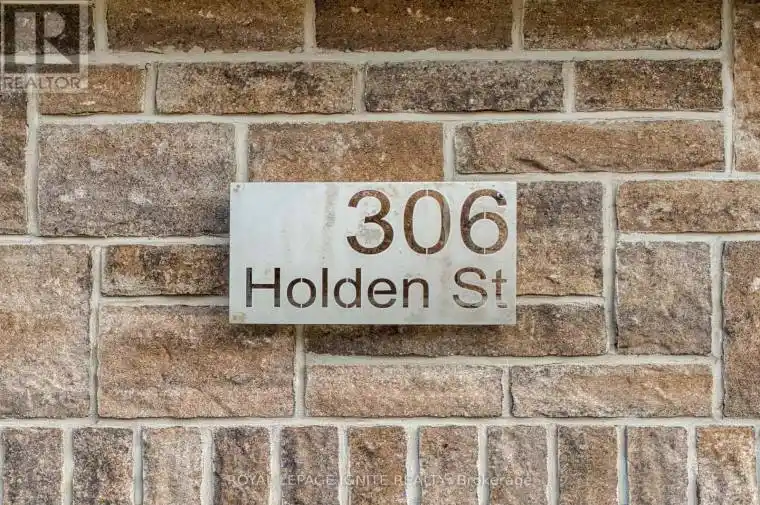 REALTOR
306
Holden St
ROYAL LEPAGE IGNITE REALTY, Brokerage